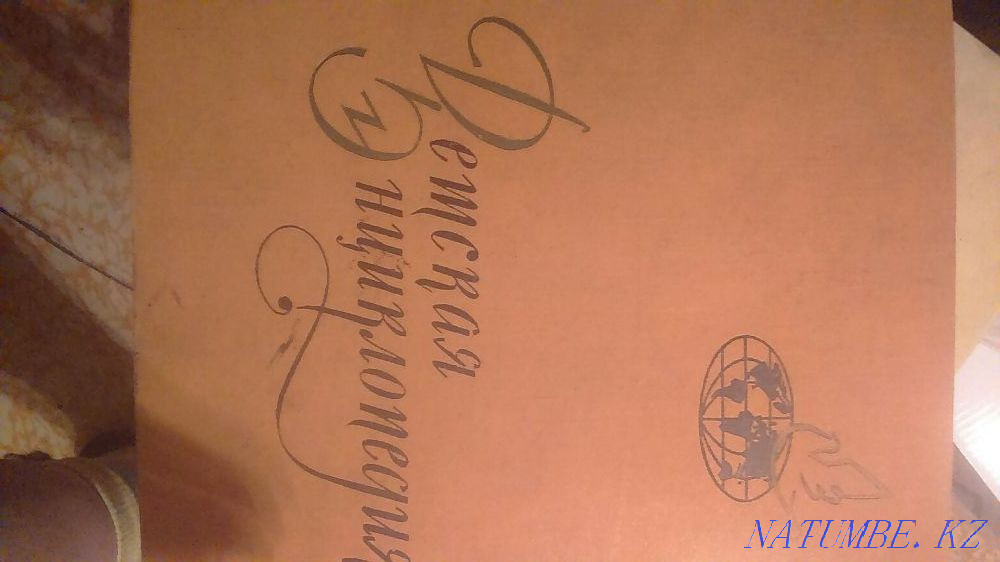 Детская
Энциклопедия
NATUMBE. KZ